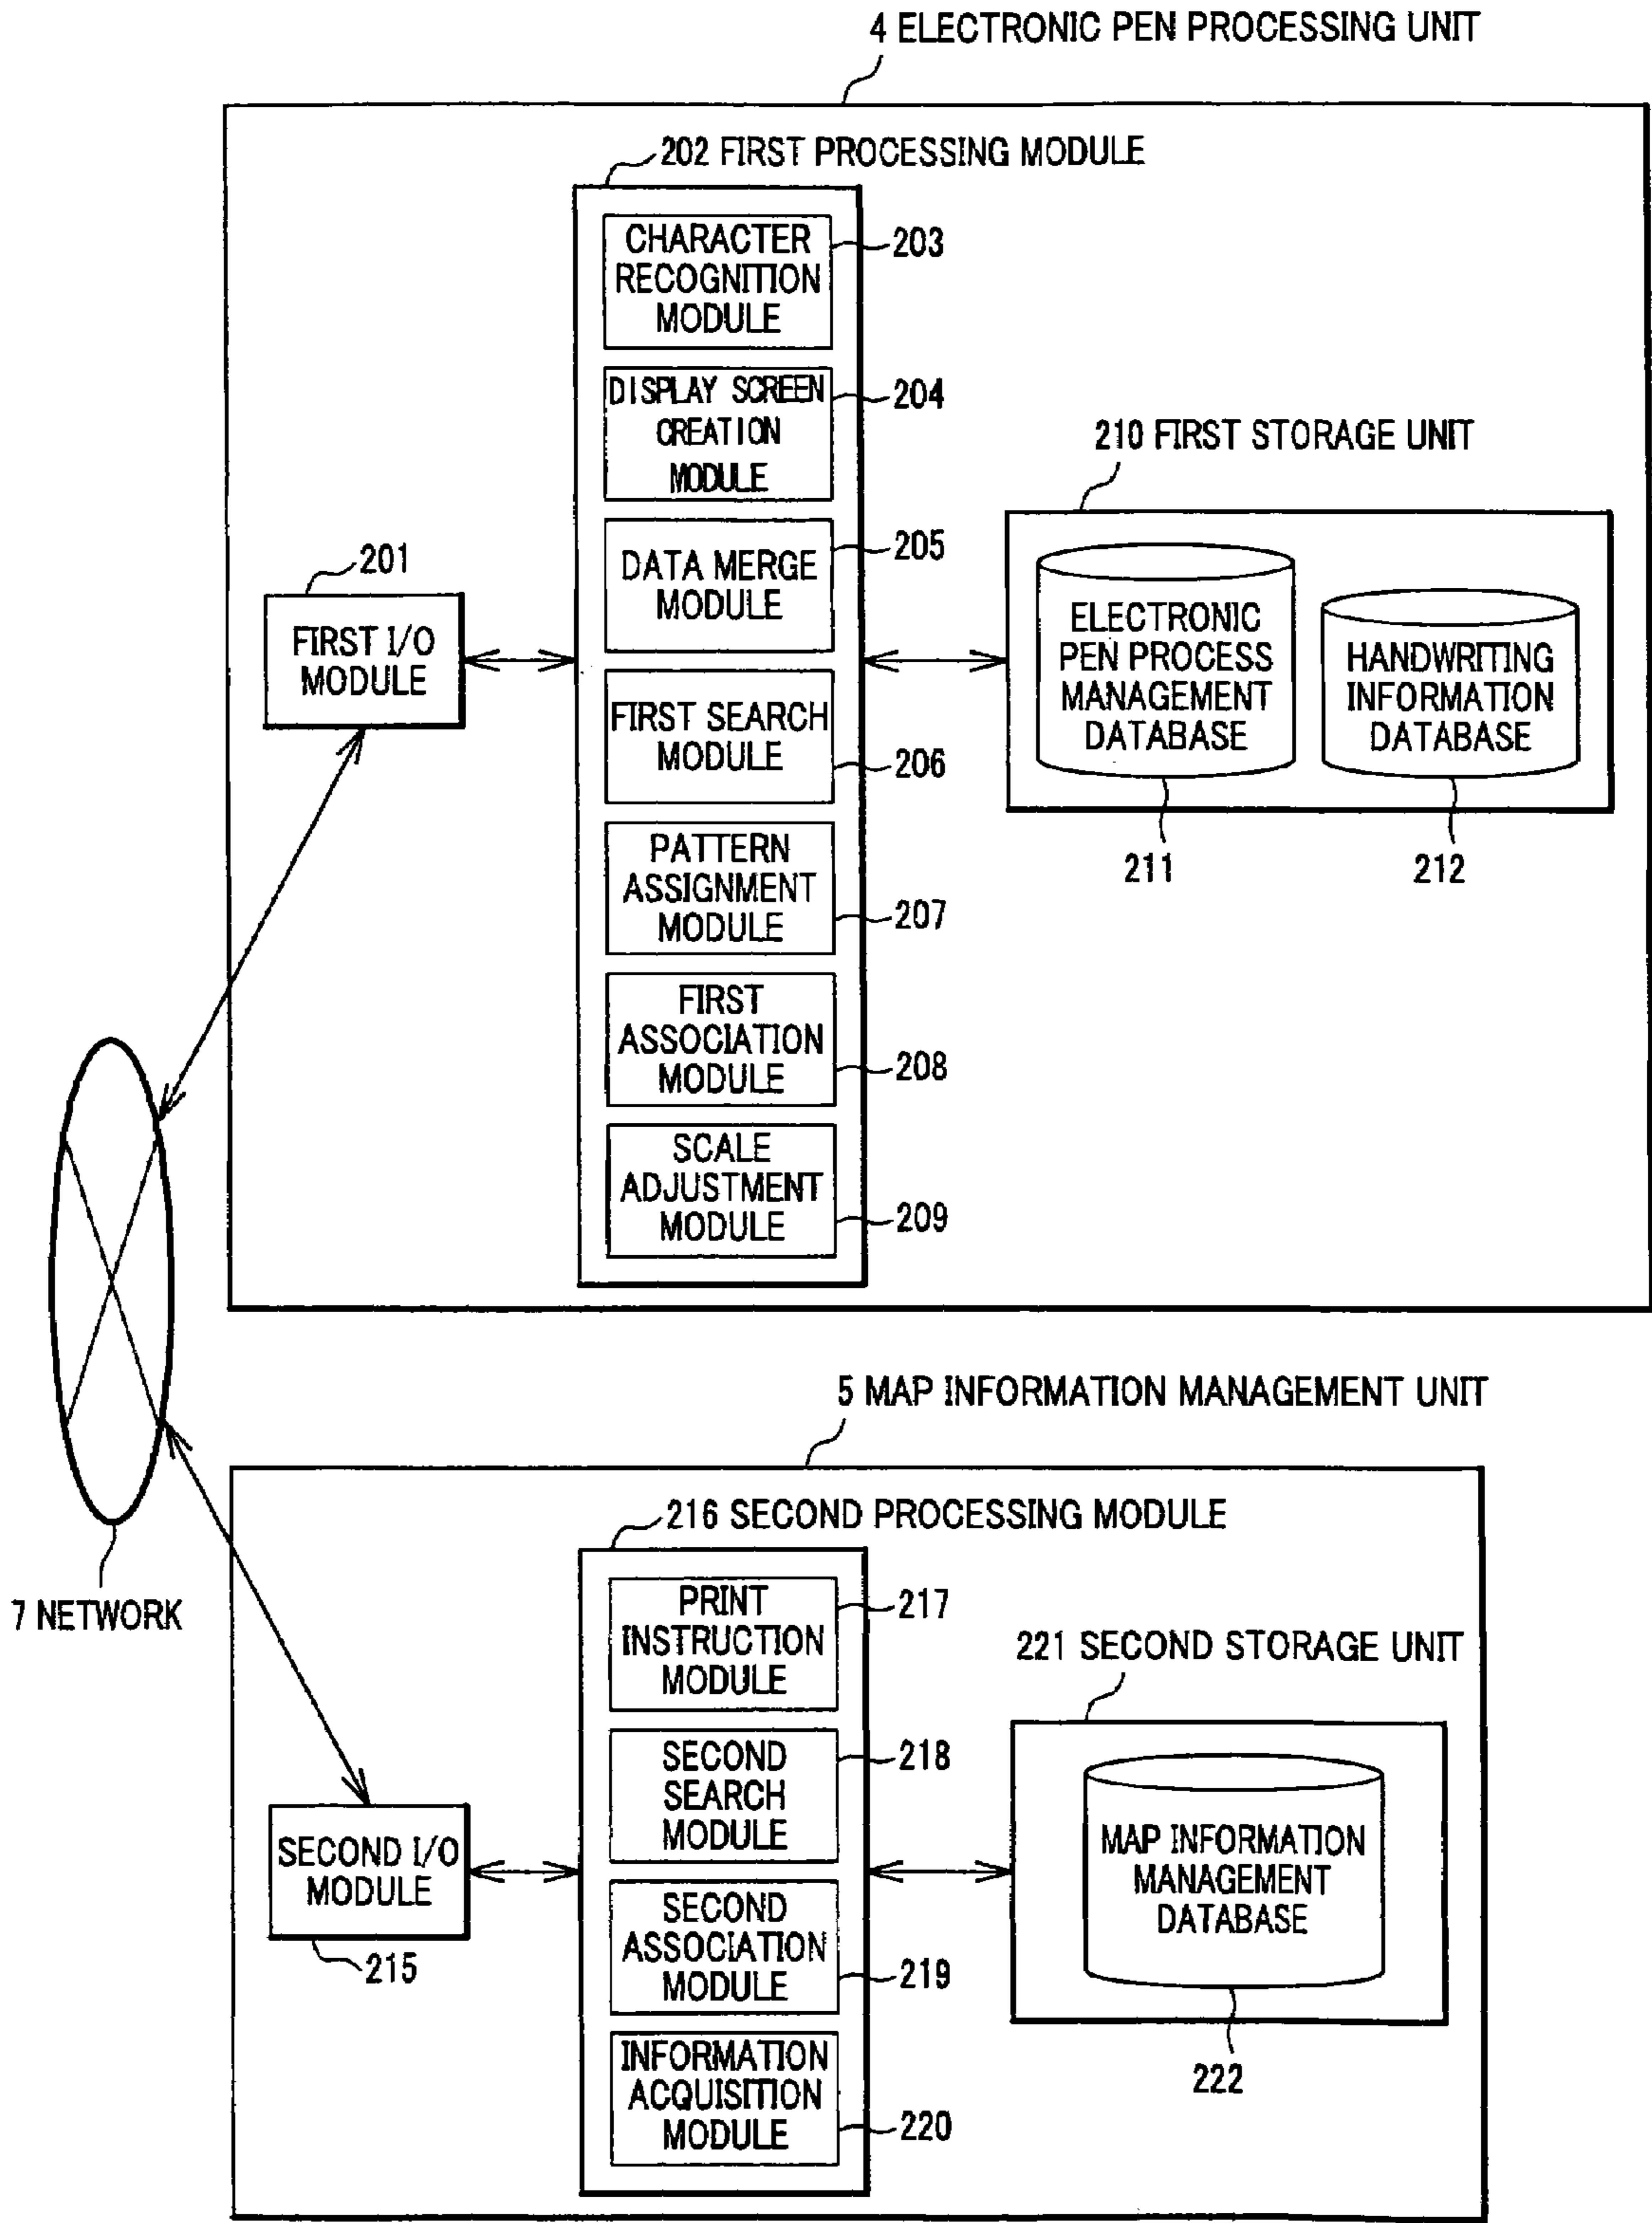 4 ELECTRONIC PEN PROCESSING UNIT
202 FIRST PROCESSING MODULE
CHARACTER
RECOGNITION
MODULE
203
DISPLAY SCREEN
CREATION
MODULE
204
210 FIRST STORAGE UNIT
201
FIRST I/O
MODULE
DATA MERGE
MODULE
205
ELECTRONIC
PEN PROCESS
MANAGEMENT
DATABASE
HANDWRITING
INFORMATION
DATABASE
FIRST SEARCH
MODULE
206
211
212
PATTERN
ASSIGNMENT
MODULE
207
FIRST
ASSOCIATION
MODULE
208
SCALE
ADJUSTMENT
MODULE
209
7 NETWORK
5 MAP INFORMATION MANAGEMENT UNIT
216 SECOND PROCESSING MODULE
PRINT
INSTRUCTION
MODULE
217
221 SECOND STORAGE UNIT
SECOND
SEARCH
MODULE
218
SECOND I/O
MODULE
215
MAP INFORMATION
MANAGEMENT
DATABASE
SECOND
ASSOCIATION
MODULE
219
222
INFORMATION
ACQUISITION
MODULE
220